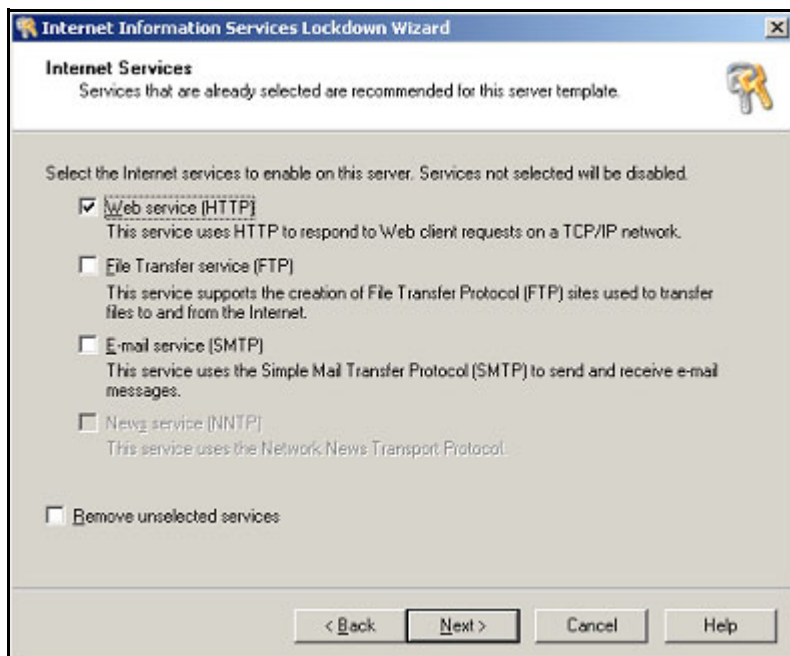 Internet Information Services Lockdown Wizard
Internet Services
Services that are already selected are recommended for this server template.
Select the Internet services to enable on this server. Services not selected will be disabled.
Web service (HTTP)
This service uses HTTP to respond to Web client requests on a TCP/IP network.
File Transfer service (FTP)
This service supports the creation of File Transfer Protocol (FTP) sites used to transfer
files to and from the Internet.
E-mail service (SMTP)
This service uses the Simple Mail Transfer Protocol (SMTP) to send and receive e-mail
messages.
News service (NNTP)
This service uses the Network News Transport Protocol.
Remove unselected services
< Back
Next >
Cancel
Help